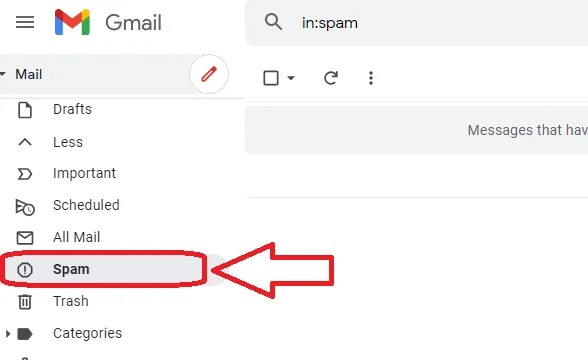 Gmail
in:spam
Mail
Drafts
Less
Messages that hav
Important
Scheduled
All Mail
Spam
Trash
Categories